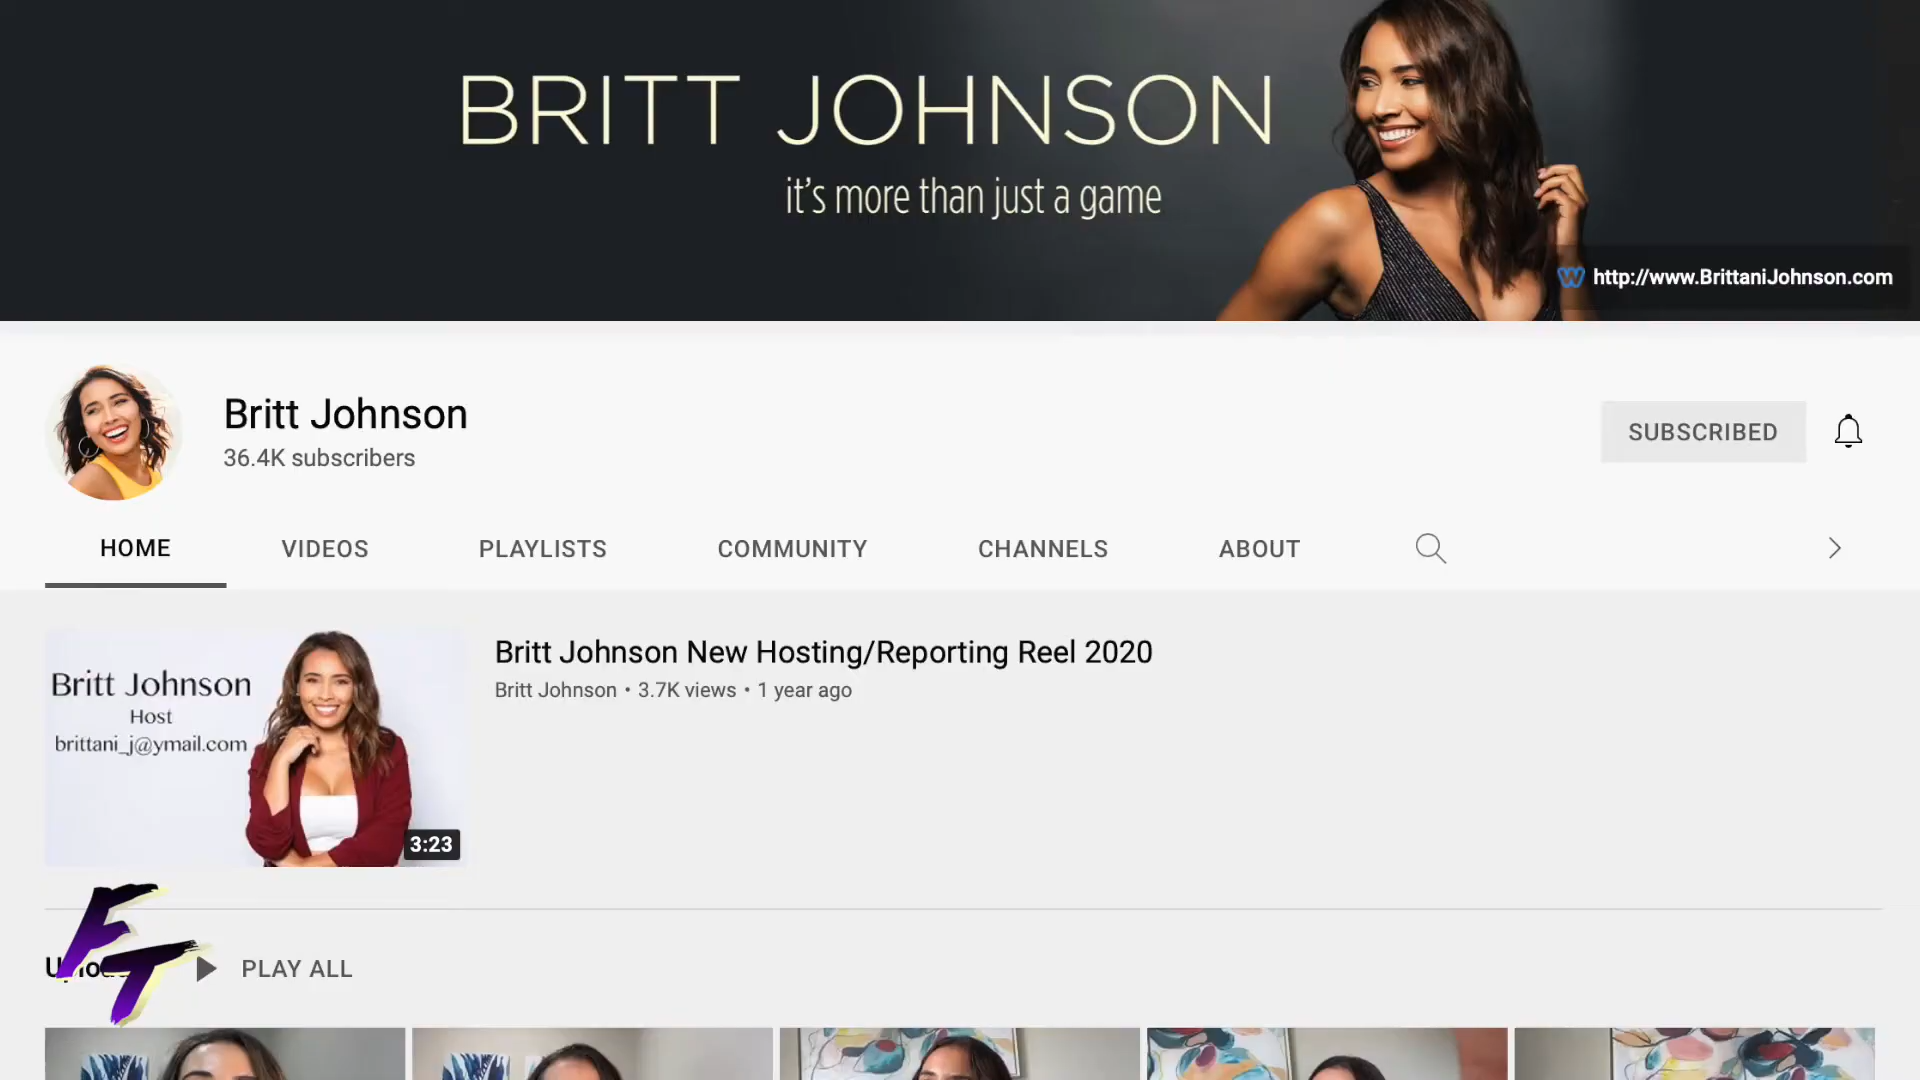 BRITT JOHNSON
it's more than just a game
http://www.BrittaniJohnson.com
Britt Johnson
36.4K subscribers
SUBSCRIBED
HOME VIDEOS PLAYLISTS COMMUNITY CHANNELS ABOUT
Britt Johnson
Host
brittani_j@ymail.com
3:23
Britt Johnson New Hosting/Reporting Reel 2020
Britt Johnson • 3.7K views • 1 year ago
FT
PLAY ALL